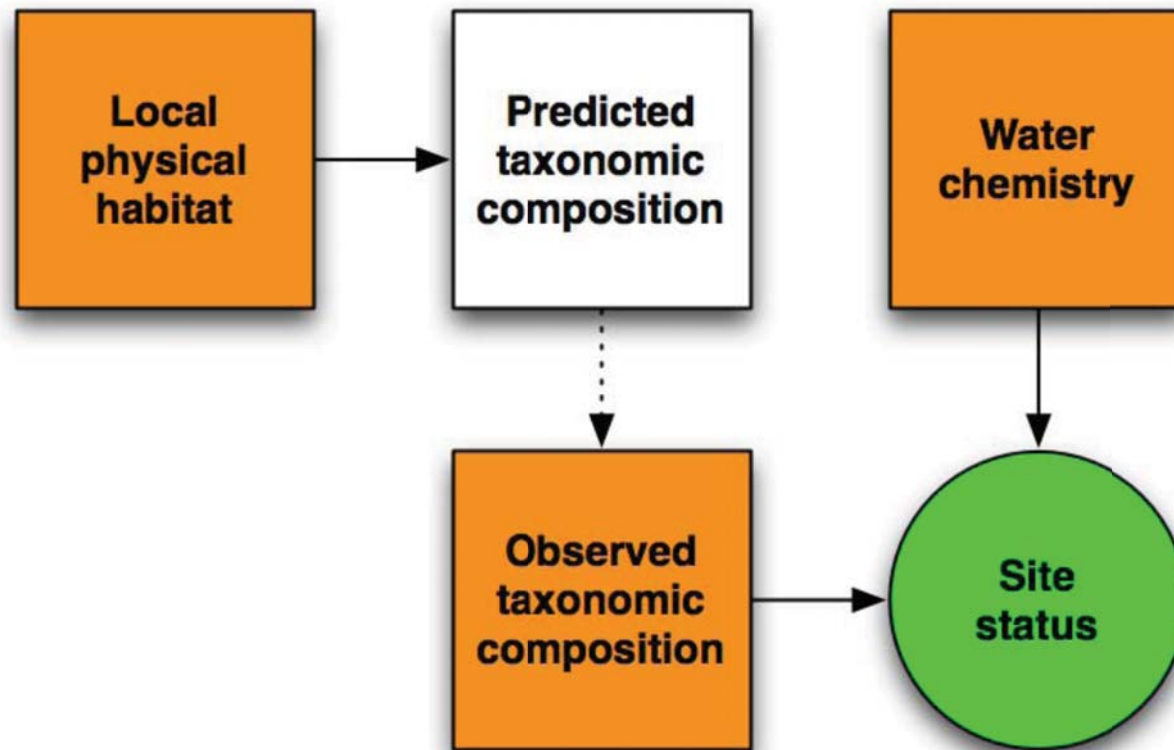 Local
physical
habitat
Predicted
taxonomic
composition
Water
chemistry
Observed
taxonomic
composition
Site
status